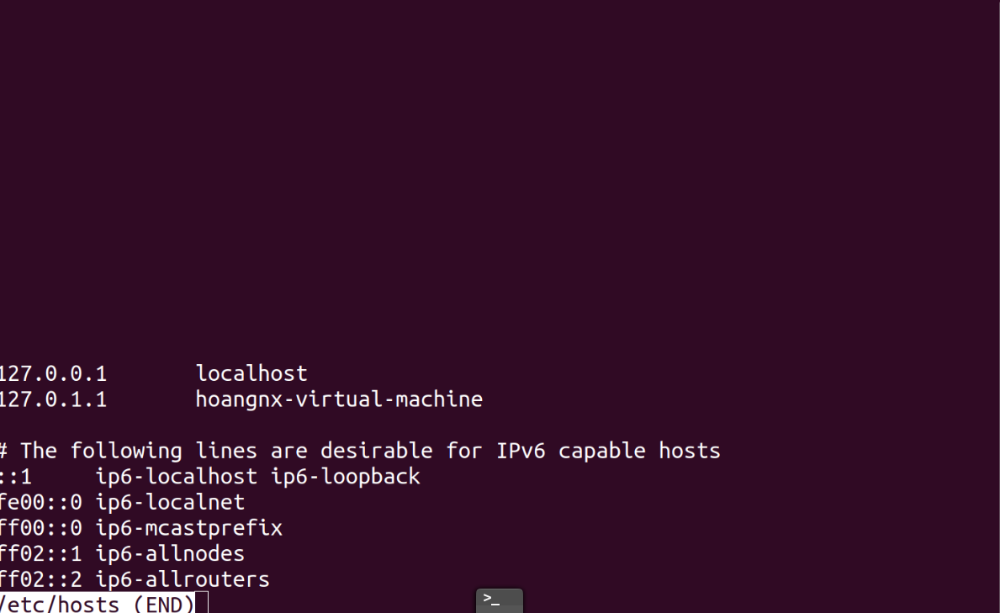 127.0.0.1       localhost
127.0.1.1       hoangnx-virtual-machine
# The following lines are desirable for IPv6 capable hosts
::1     ip6-localhost ip6-loopback
fe00::0 ip6-localnet
ff00::0 ip6-mcastprefix
ff02::1 ip6-allnodes
ff02::2 ip6-allrouters
/etc/hosts (END)
>_